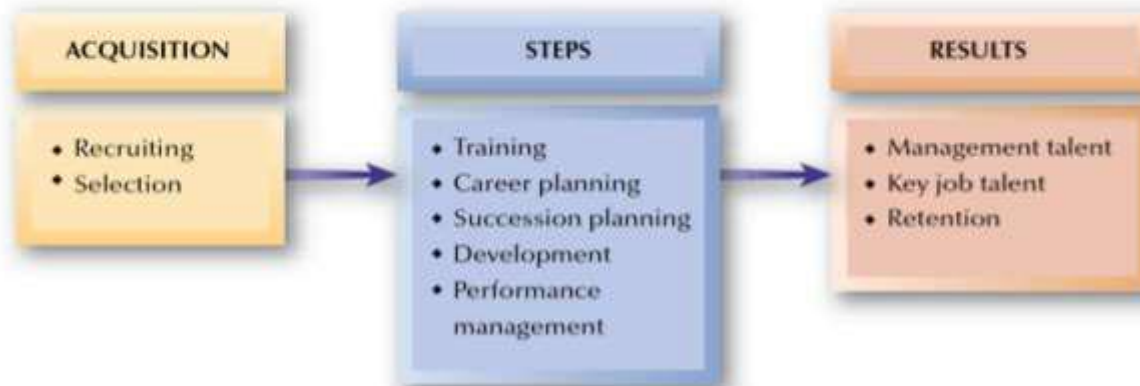 ACQUISITION
• Recruiting
• Selection
STEPS
• Training
• Career planning
• Succession planning
• Development
• Performance
management
RESULTS
• Management talent
• Key job talent
• Retention